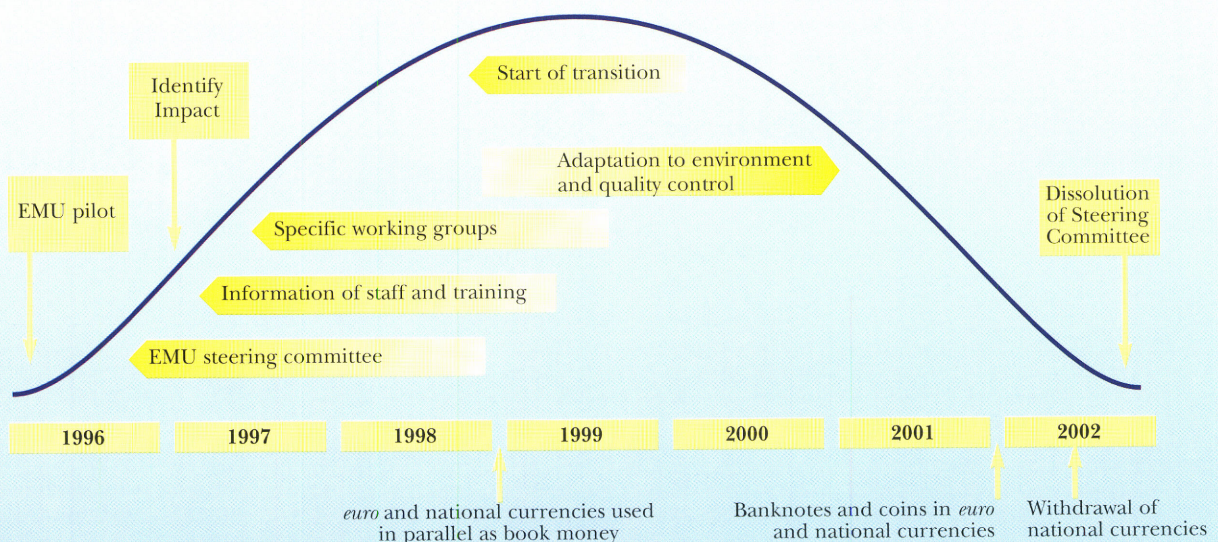 Start of transition
Identify
Impact
Adaptation to environment
and quality control
EMU pilot
Dissolution
of Steering
Committee
Specific working groups
Information of staff and training
EMU steering committee
1996 1997 1998 1999 2000 2001 2002
euro and national currencies used
in parallel as book money
Banknotes and coins in euro
and national currencies
Withdrawal of
national currencies